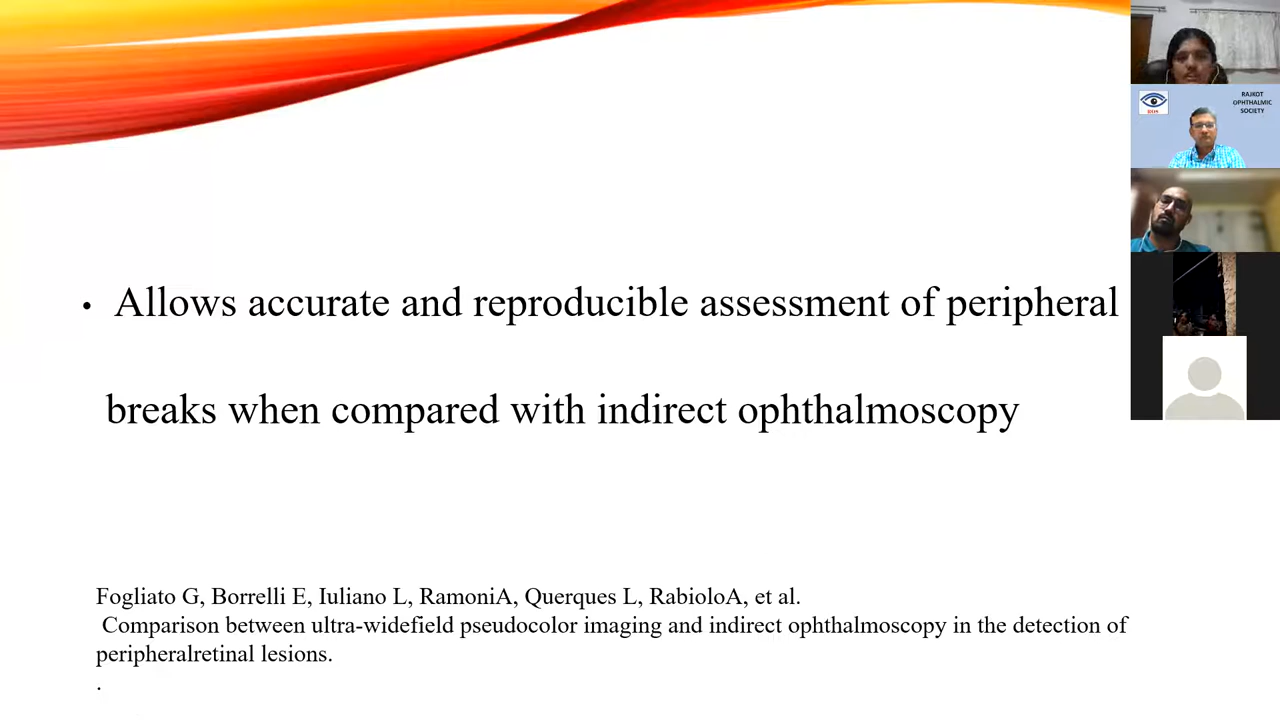 RAJKOT
OPHTHALMIC
SOCIETY
• Allows accurate and reproducible assessment of peripheral
breaks when compared with indirect ophthalmoscopy
Fogliato G, Borrelli E, Iuliano L, RamoniA, Querques L, RabioloA, et al.
Comparison between ultra-widefield pseudocolor imaging and indirect ophthalmoscopy in the detection of
peripheralretinal lesions.
.